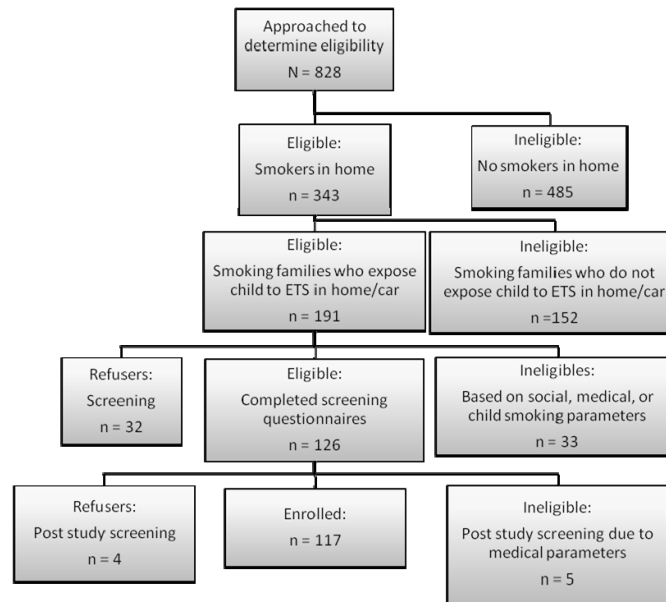 Approached to
determine eligibility
N = 828
Eligible:
Smokers in home
n = 343
Ineligible:
No smokers in home
n = 485
Eligible:
Smoking families who expose
child to ETS in home/car
n = 191
Ineligible:
Smoking families who do not
expose child to ETS in home/car
n =152
Refusers:
Screening
n = 32
Eligible:
Completed screening
questionnaires
n = 126
Ineligibles:
Based on social, medical, or
child smoking parameters
n = 33
Refusers:
Post study screening
n = 4
Enrolled:
n = 117
Ineligible:
Post study screening due to
medical parameters
n = 5